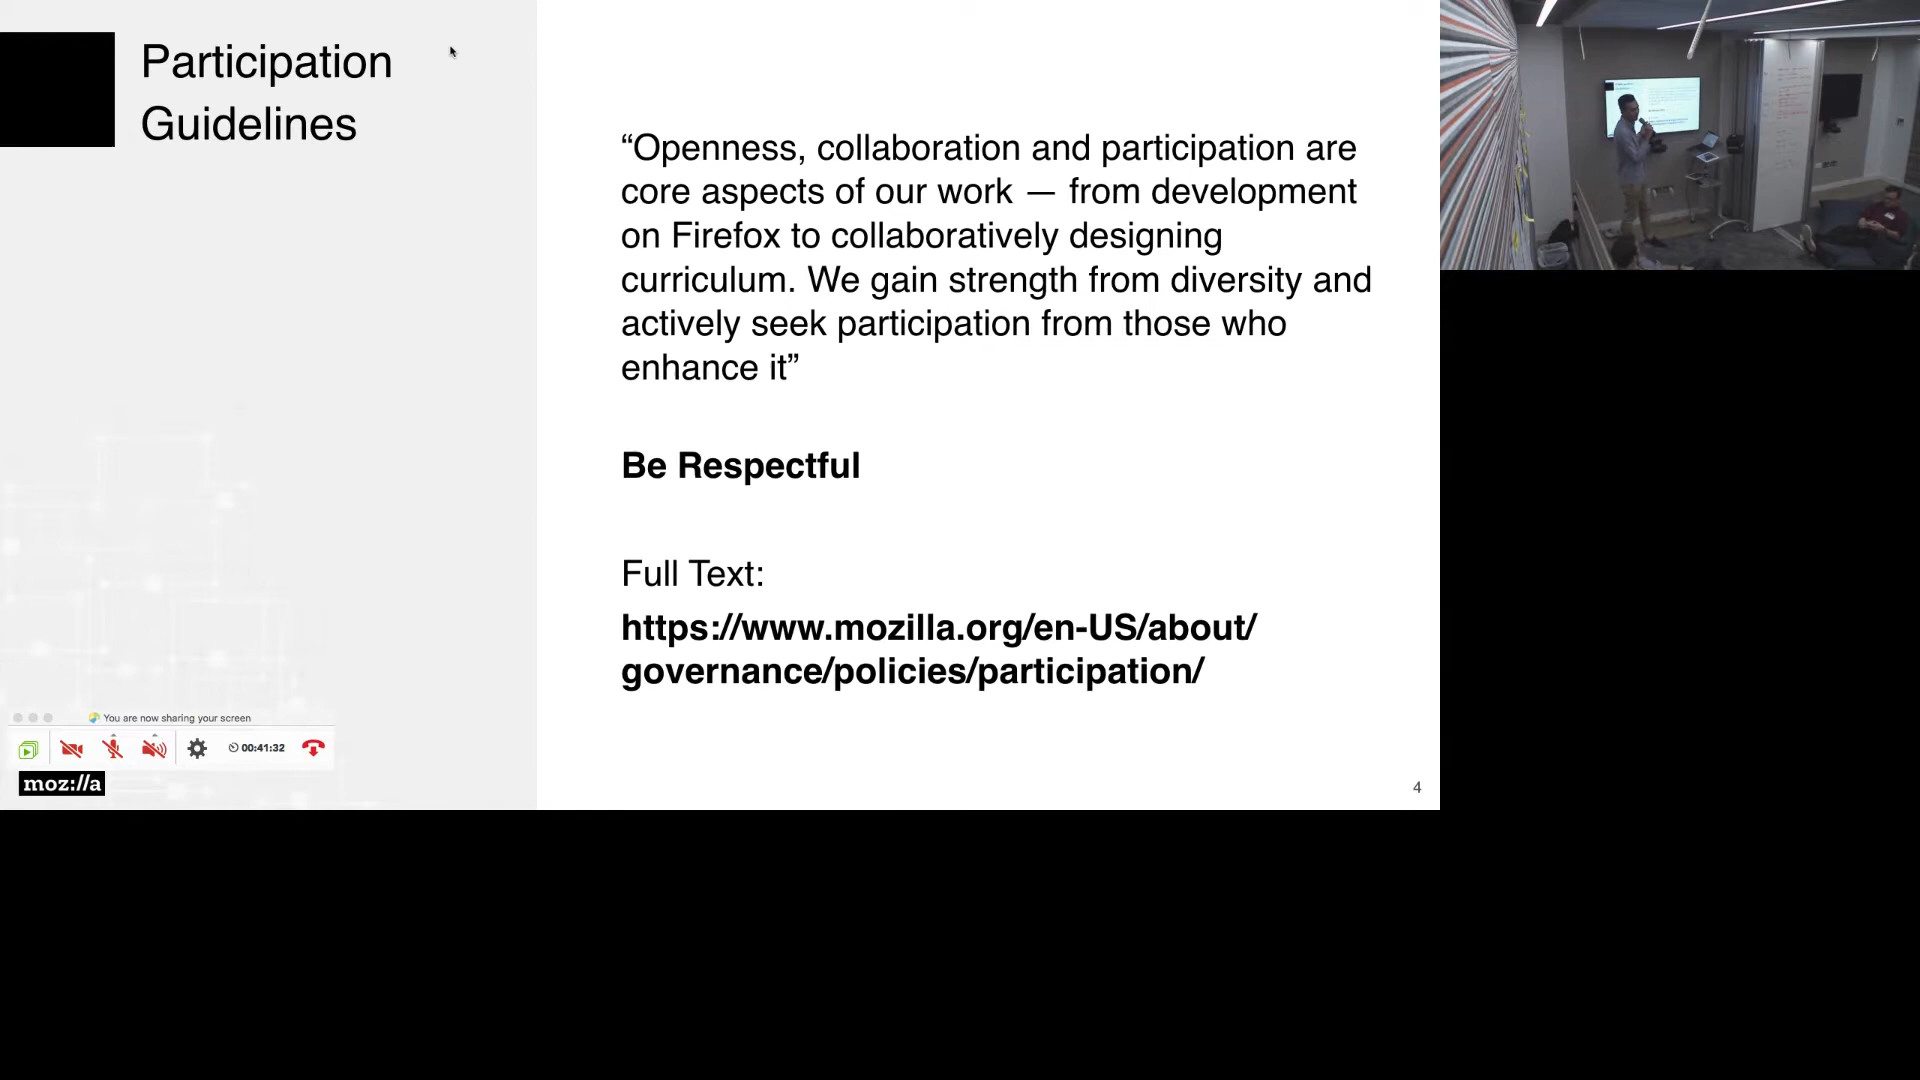 Participation
Guidelines
“Openness, collaboration and participation are
core aspects of our work — from development
on Firefox to collaboratively designing
curriculum. We gain strength from diversity and
actively seek participation from those who
enhance it”
Be Respectful
Full Text:
https://www.mozilla.org/en-US/about/
governance/policies/participation/
You are now sharing your screen
00:41:32
moz://a
4